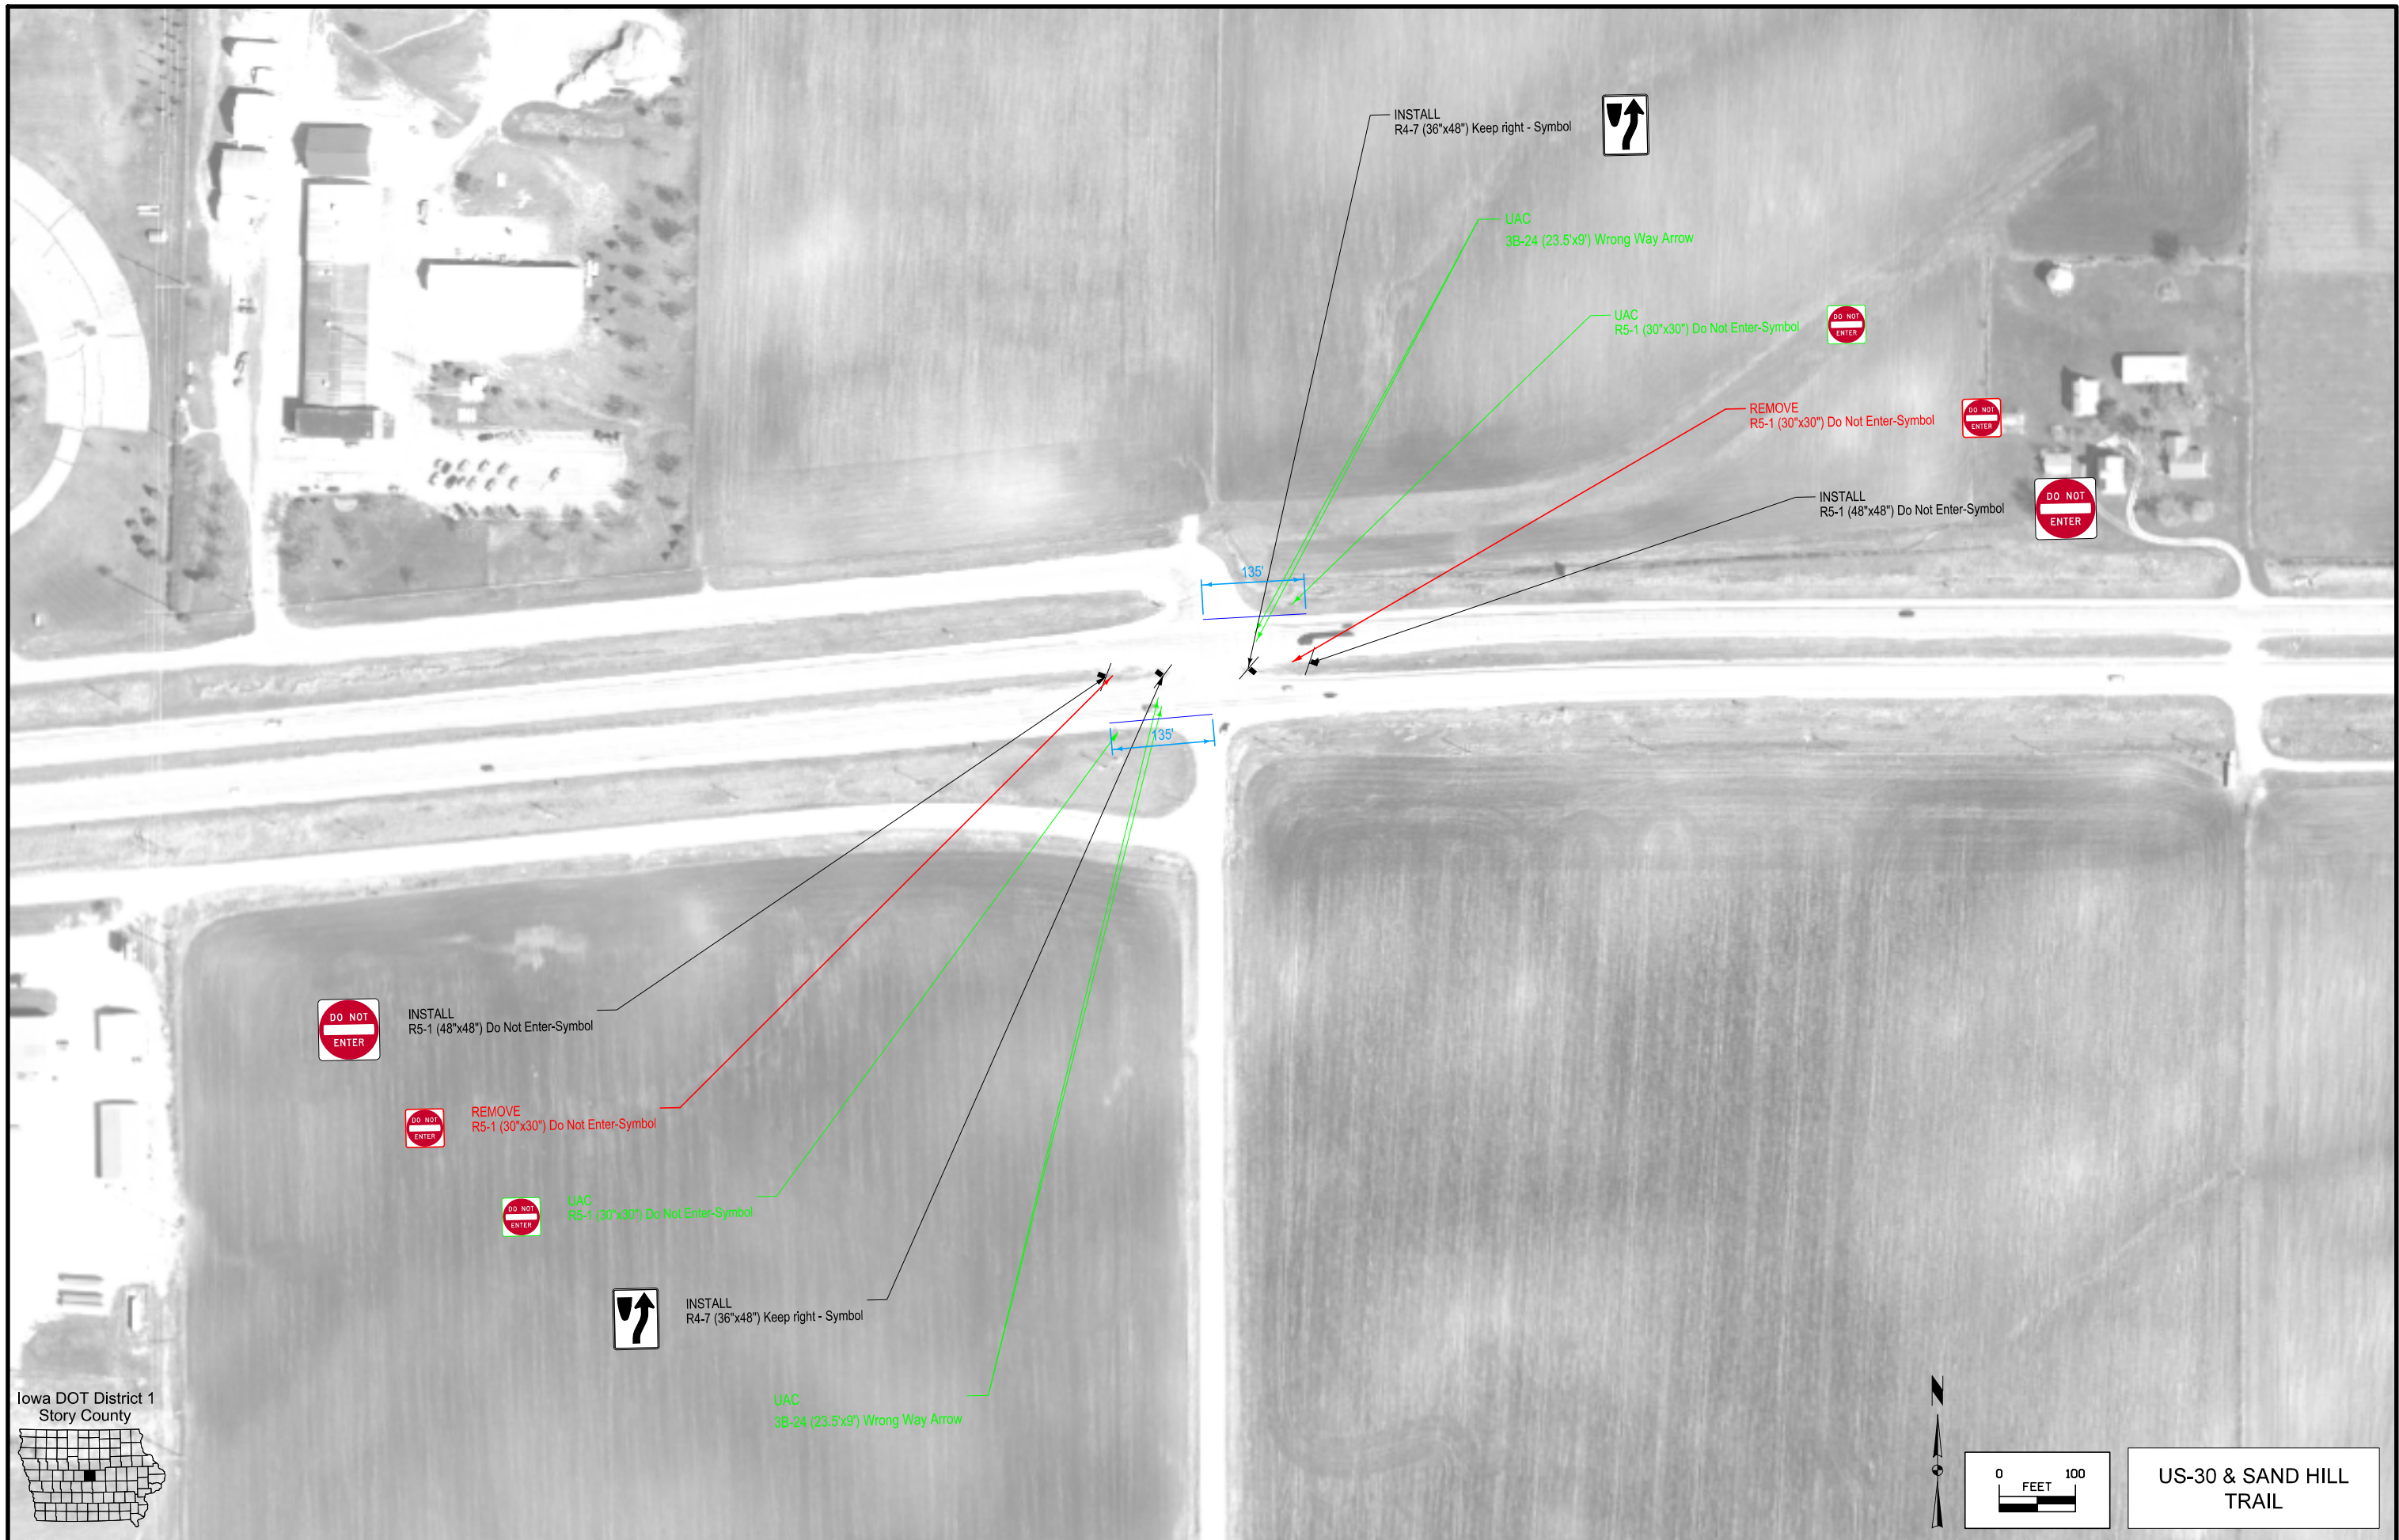 INSTALL
R4-7 (36"x48") Keep right - Symbol
UAC
3B-24 (23.5'x9') Wrong Way Arrow
UAC
R5-1 (30"x30") Do Not Enter-Symbol
DO NOT
ENTER
REMOVE
R5-1 (30"x30") Do Not Enter-Symbol
DO NOT
ENTER
INSTALL
R5-1 (48"x48") Do Not Enter-Symbol
DO NOT
ENTER
135'
135'
DO NOT
ENTER
INSTALL
R5-1 (48"x48") Do Not Enter-Symbol
DO NOT
ENTER
REMOVE
R5-1 (30"x30") Do Not Enter-Symbol
DO NOT
ENTER
UAC
R5-1 (30"x30") Do Not Enter-Symbol
INSTALL
R4-7 (36"x48") Keep right - Symbol
UAC
3B-24 (23.5'x9') Wrong Way Arrow
Iowa DOT District 1
Story County
N
0 100
FEET
US-30 & SAND HILL
TRAIL